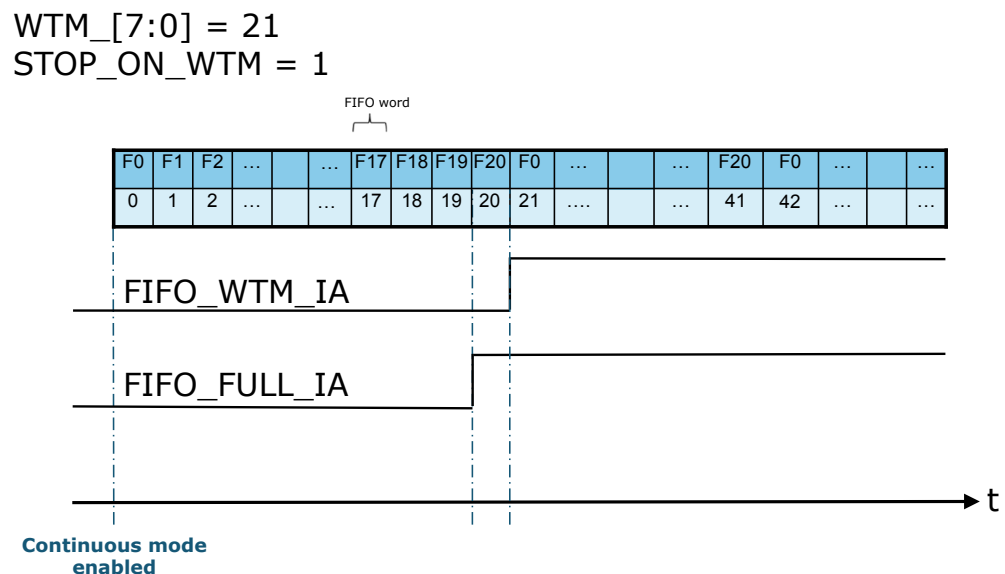 WTM_[7:0] = 21
STOP_ON_WTM = 1
FIFO word
F0 F1 F2 ... ... F17 F18 F19 F20 F0 ... ... F20 F0 ... ...
0 1 2 ... ... 17 18 19 20 21 .... ... 41 42 ... ...
FIFO_WTM_IA
FIFO_FULL_IA
t
Continuous mode
enabled